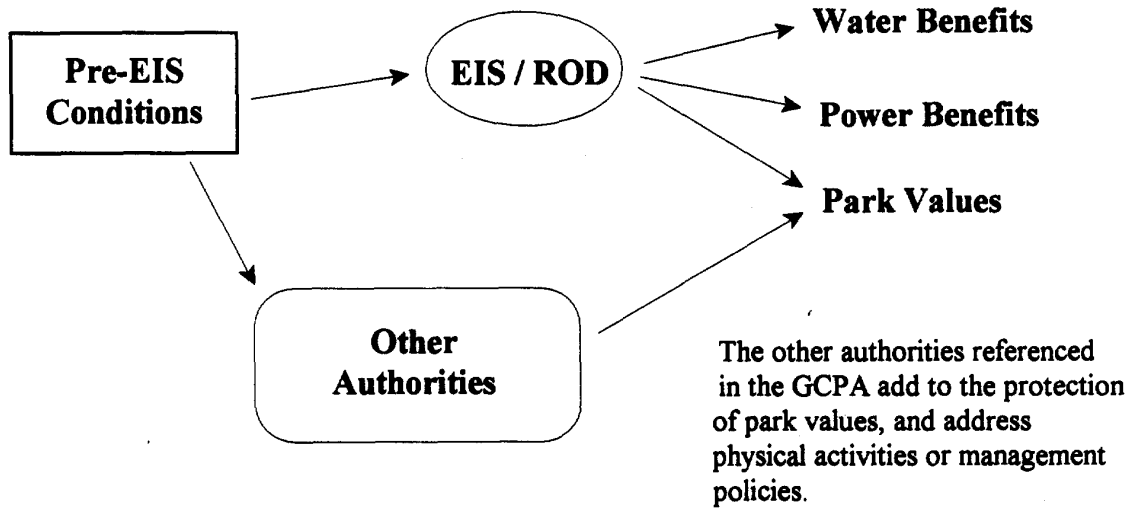 Water Benefits
Pre-EIS
Conditions
EIS / ROD
Power Benefits
Park Values
Other
Authorities
The other authorities referenced
in the GCPA add to the protection
of park values, and address
physical activities or management
policies.